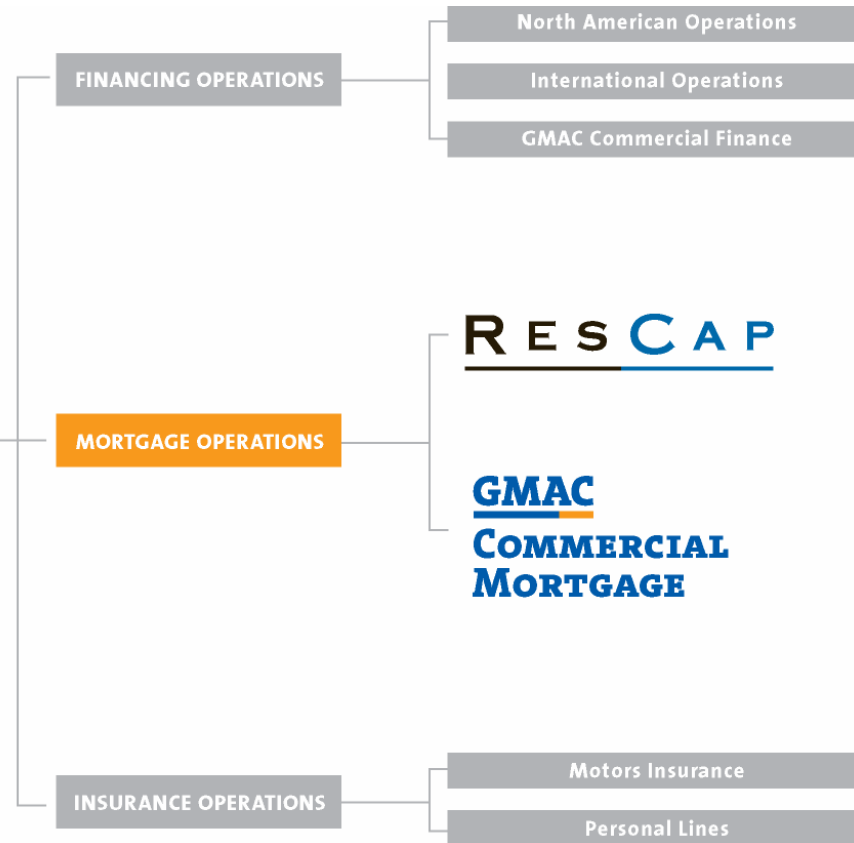 FINANCING OPERATIONS
North American Operations
International Operations
GMAC Commercial Finance
MORTGAGE OPERATIONS
RESCAP
GMAC
COMMERCIAL
MORTGAGE
INSURANCE OPERATIONS
Motors Insurance
Personal Lines